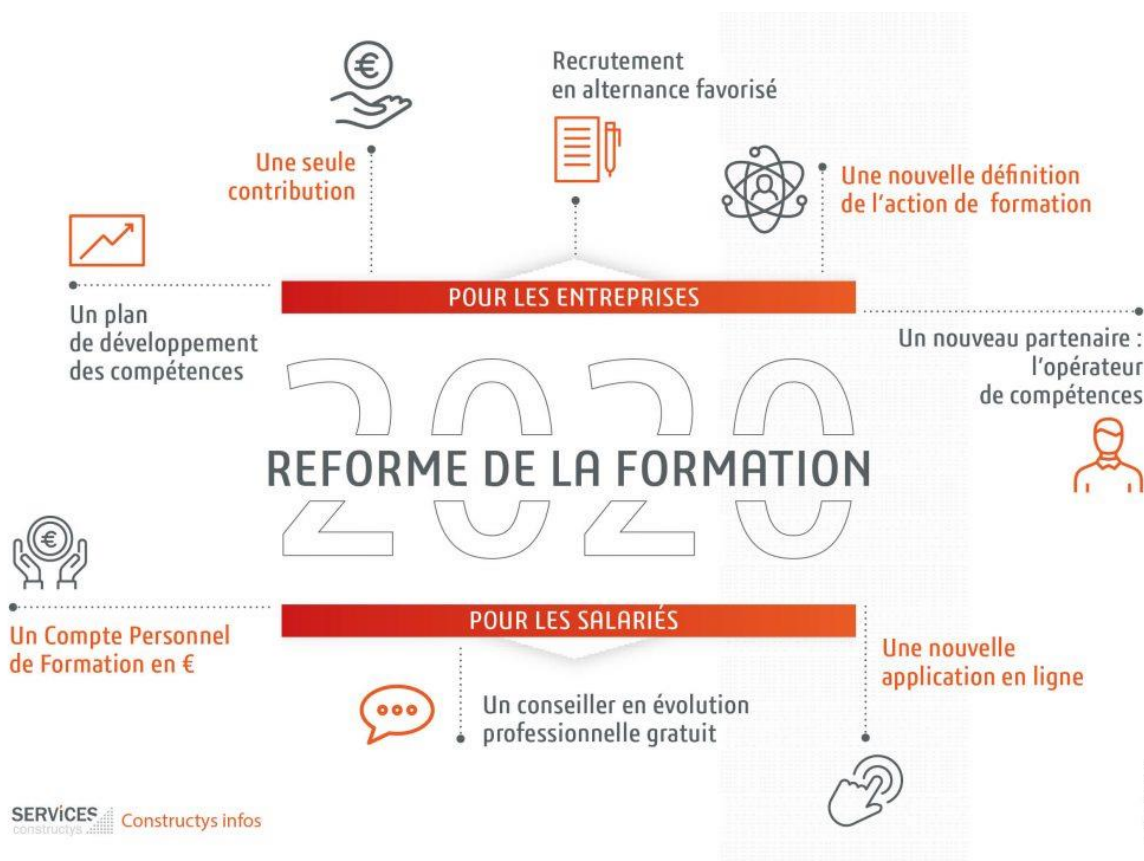 Recrutement
en alternance favorisé
Une seule
contribution
Une nouvelle définition
de l'action de formation
POUR LES ENTREPRISES
Un plan
de développement
des compétences
Un nouveau partenaire :
l'opérateur
de compétences
2020
REFORME DE LA FORMATION
POUR LES SALARIÉS
Un Compte Personnel
de Formation en €
Une nouvelle
application en ligne
Un conseiller en évolution
professionnelle gratuit
SERViCES
constructys
Constructys infos